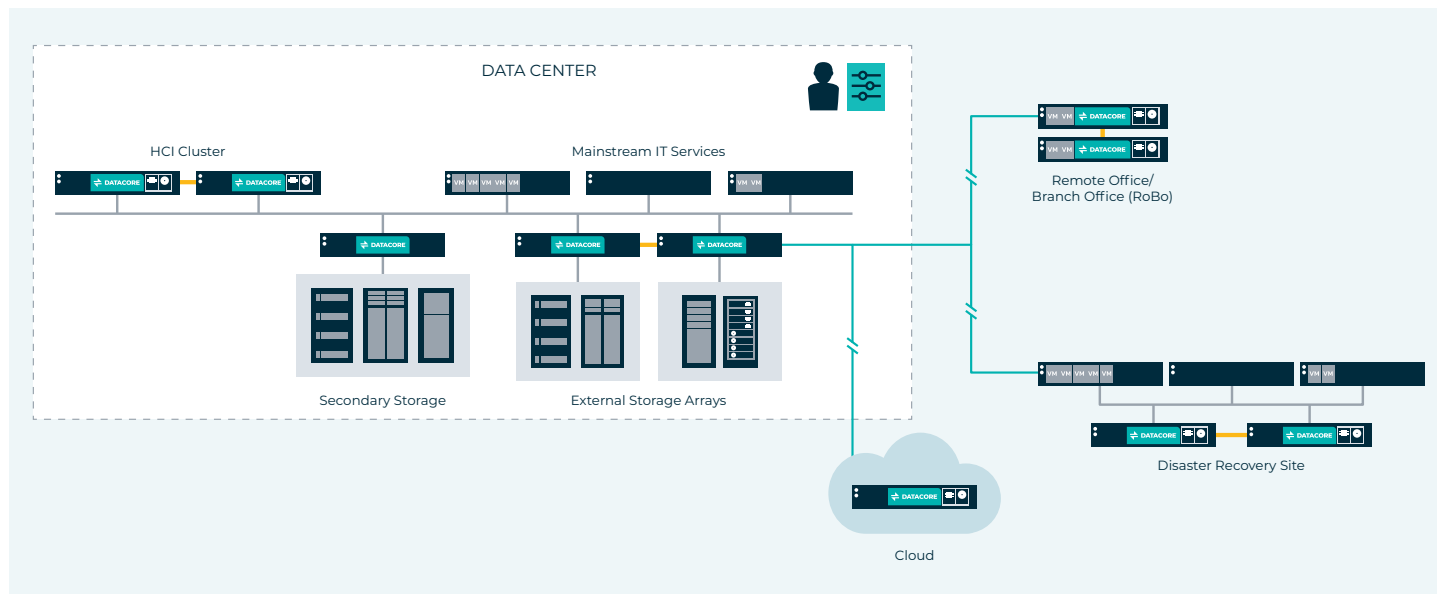 DATA CENTER
HCI Cluster
Mainstream IT Services
DATACORE
DATACORE
VM VM VM VM VM
VM VM
DATACORE
DATACORE
DATACORE
Secondary Storage
External Storage Arrays
VM VM DATACORE
VM VM DATACORE
Remote Office/
Branch Office (RoBo)
VM VM VM VM VM
VM VM
DATACORE
DATACORE
Disaster Recovery Site
DATACORE
Cloud